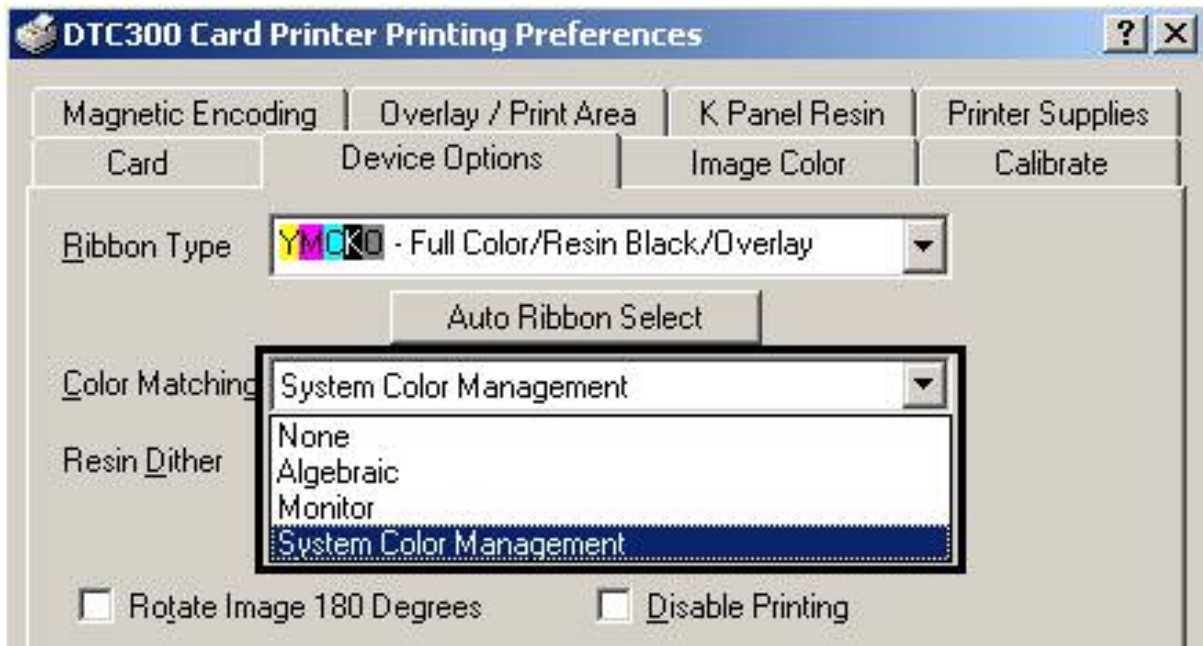 DTC300 Card Printer Printing Preferences ? X
Magnetic Encoding Overlay / Print Area K Panel Resin Printer Supplies
Card Device Options Image Color Calibrate
Ribbon Type YMCKO - Full Color/Resin Black/Overlay
Auto Ribbon Select
Color Matching System Color Management
None
Resin Dither
Algebraic
Monitor
System Color Management
Rotate Image 180 Degrees Disable Printing